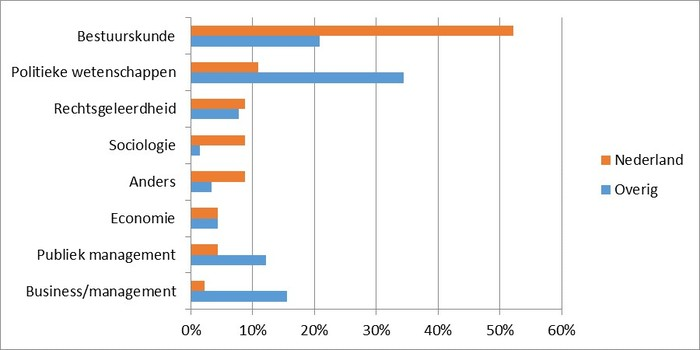 Bestuurskunde
Politieke wetenschappen
Rechtsgeleerdheid
Sociologie
Anders
Economie
Publiek management
Business/management
0% 10% 20% 30% 40% 50% 60%
Nederland
Overig